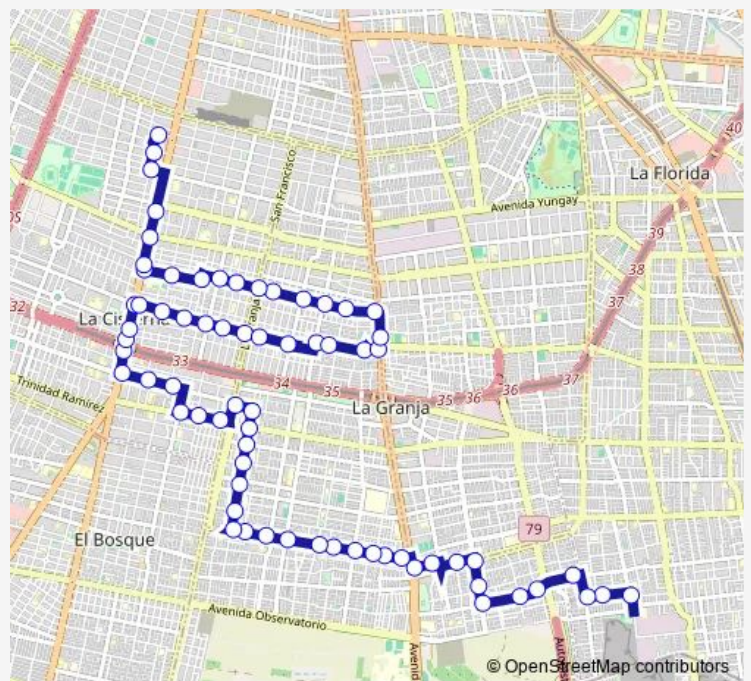 40
La Florida
San Francisco
Avenida Yungay
39
38
32
La Cisterna
37
33
34
35
35
36
36
37
Trinidad Ramírez
La Granja
79
El Bosque
Avenida Observatorio
Avenid
© OpenStreetMap contributors